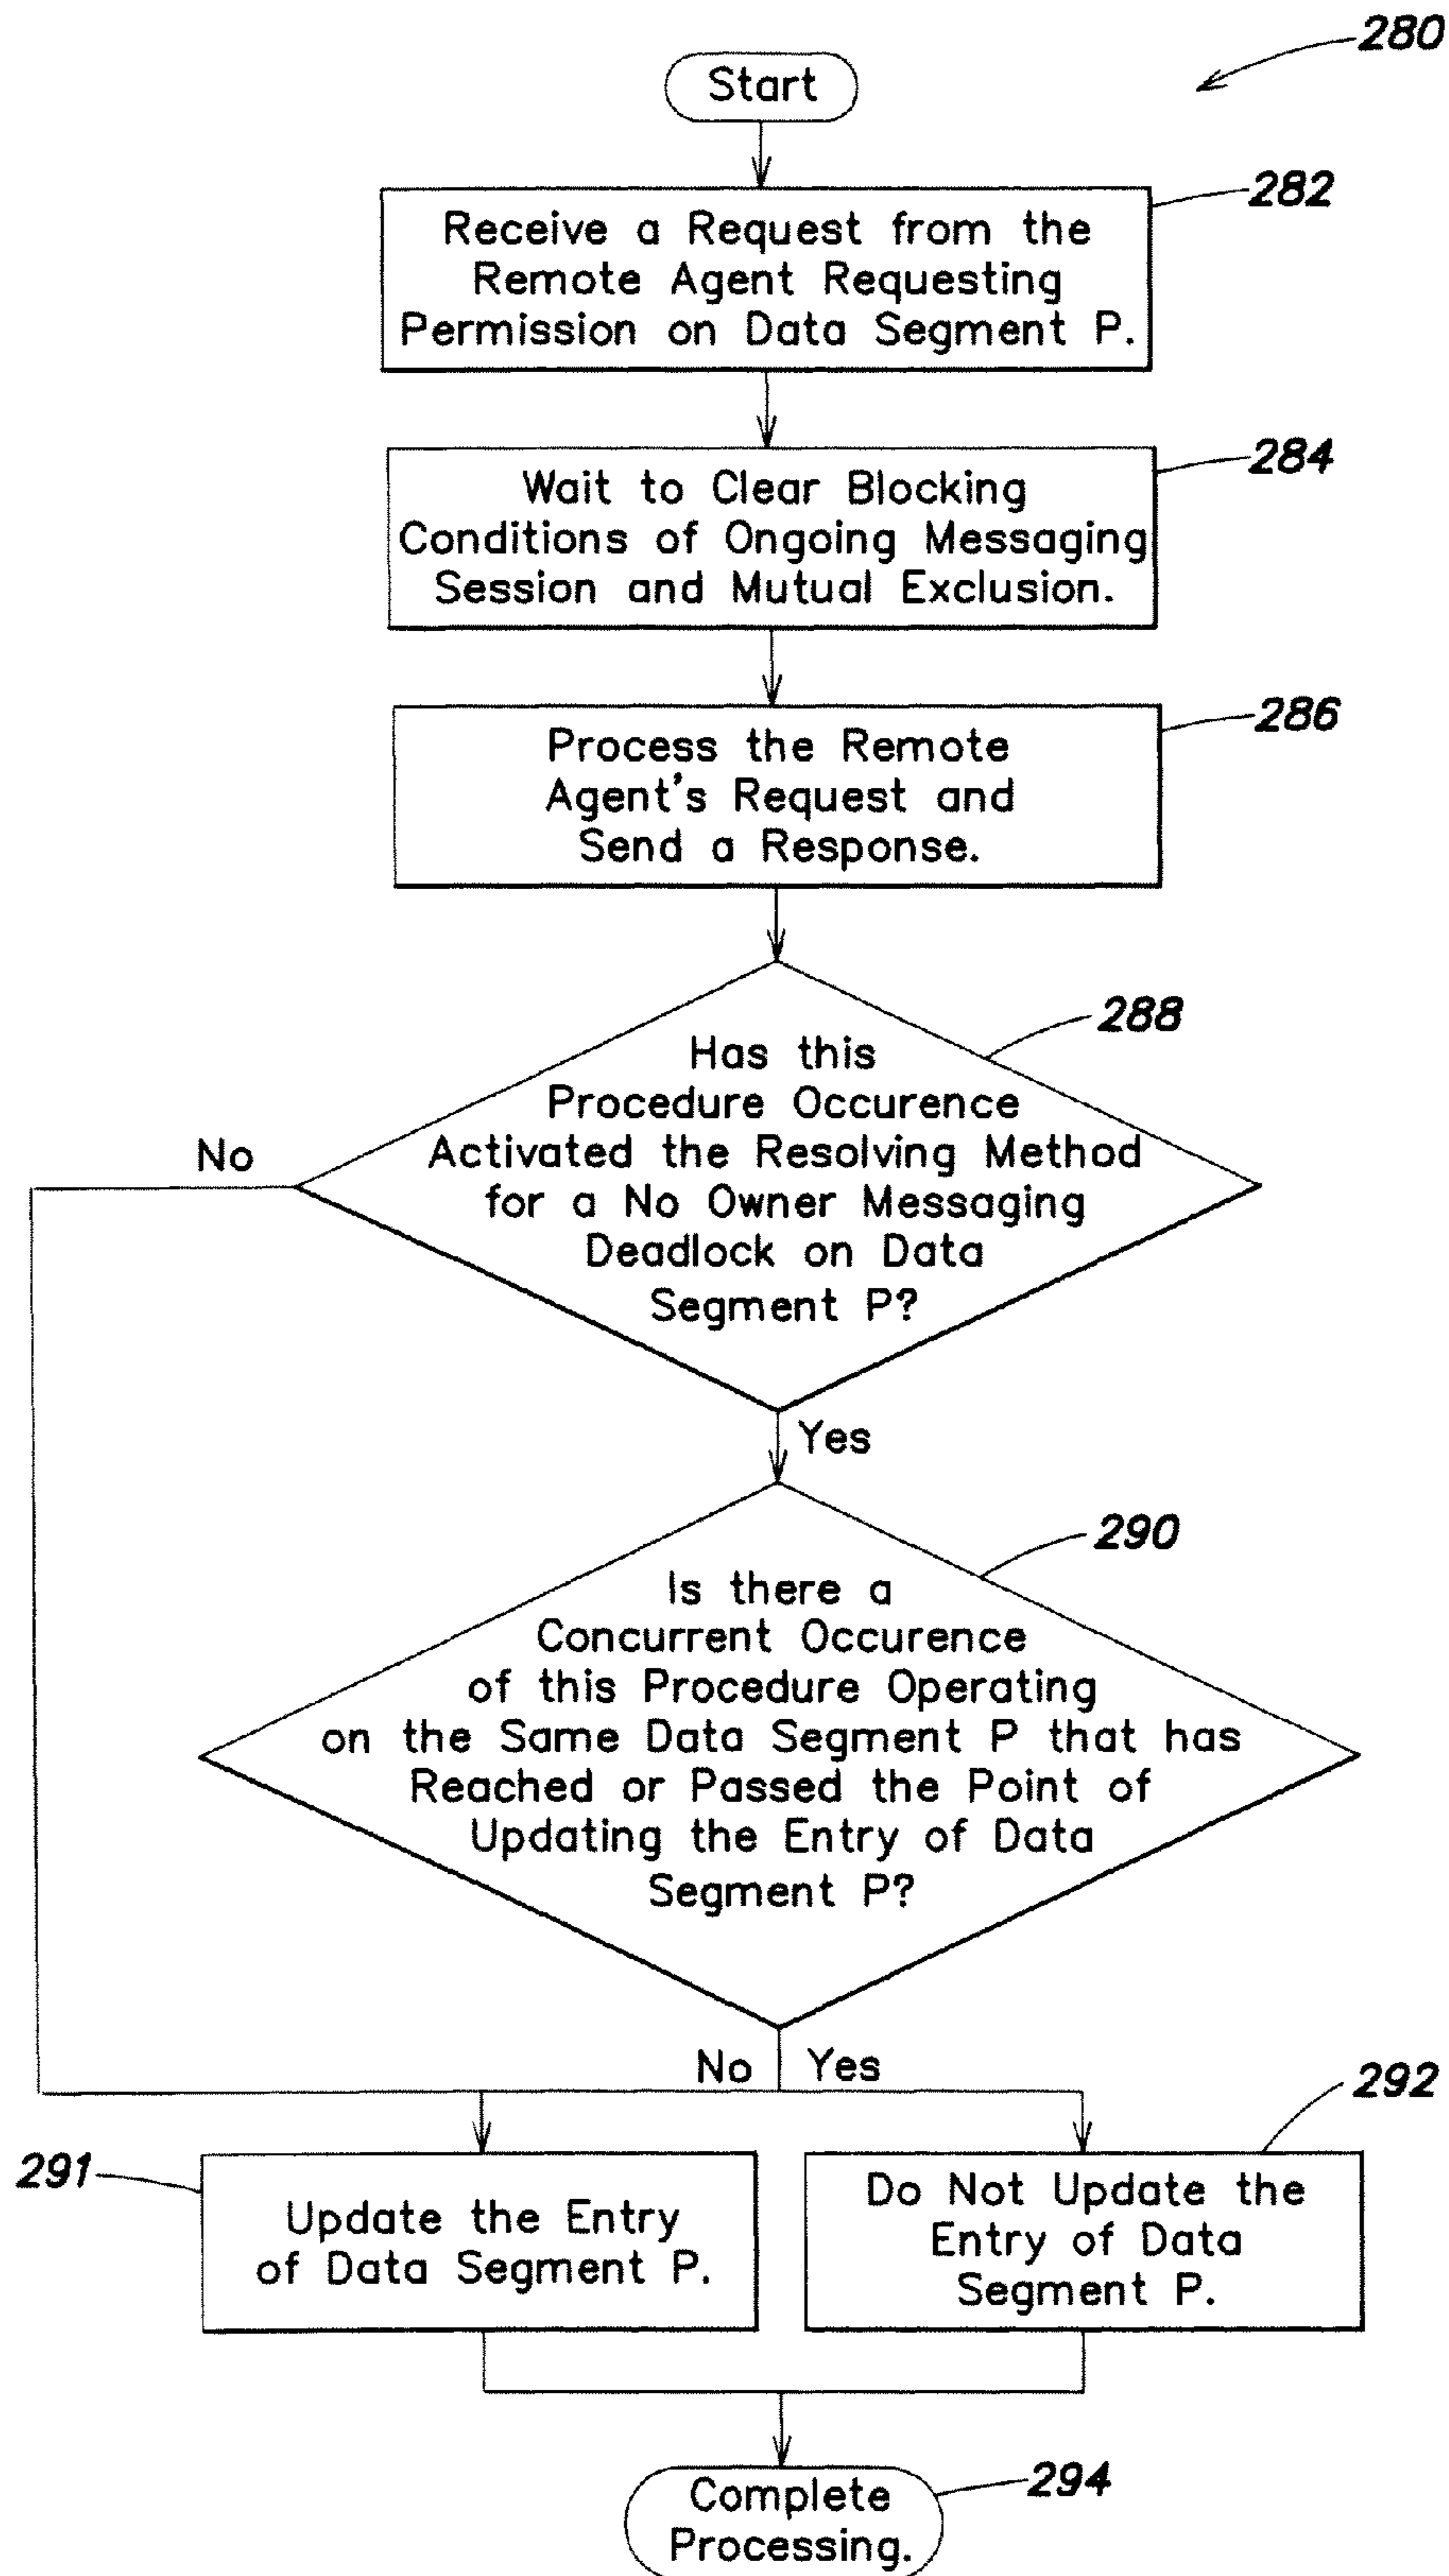 280
Start
282
Receive a Request from the
Remote Agent Requesting
Permission on Data Segment P.
284
Wait to Clear Blocking
Conditions of Ongoing Messaging
Session and Mutual Exclusion.
286
Process the Remote
Agent's Request and
Send a Response.
288
Has this
Procedure Occurence
Activated the Resolving Method
for a No Owner Messaging
Deadlock on Data
Segment P?
No
Yes
290
Is there a
Concurrent Occurence
of this Procedure Operating
on the Same Data Segment P that has
Reached or Passed the Point of
Updating the Entry of Data
Segment P?
No Yes
292
291
Update the Entry
of Data Segment P.
Do Not Update the
Entry of Data
Segment P.
294
Complete
Processing.